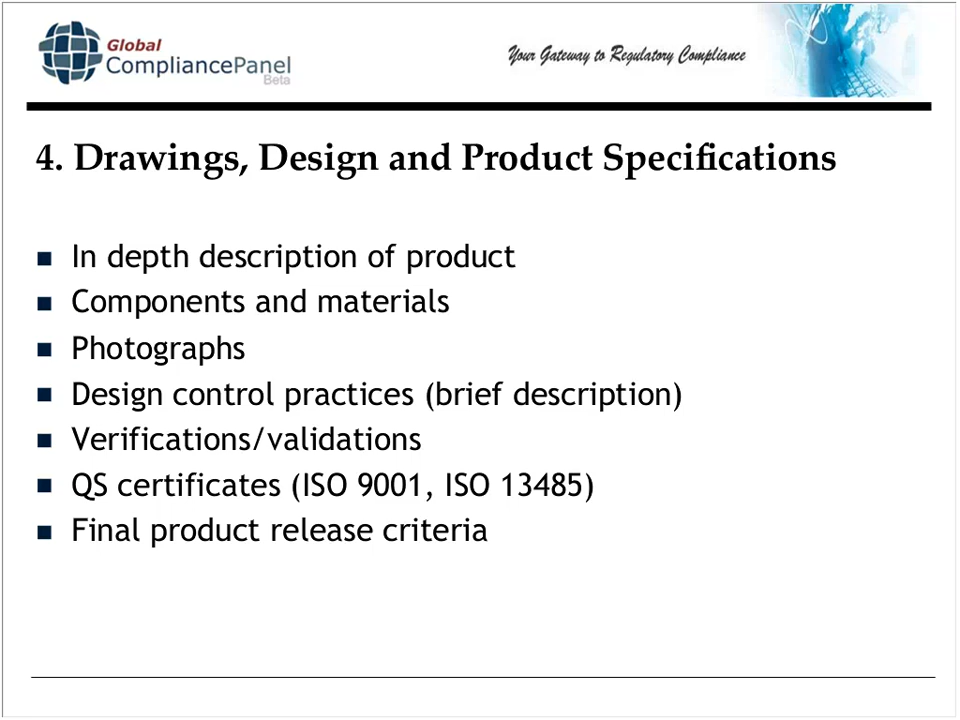 Global
CompliancePanel
Beta
Your Gateway to Regulatory Compliance
4. Drawings, Design and Product Specifications
In depth description of product
Components and materials
Photographs
Design control practices (brief description)
Verifications/validations
QS certificates (ISO 9001, ISO 13485)
Final product release criteria